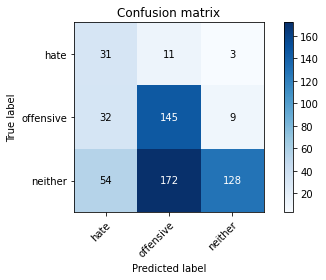 Confusion matrix
hate 31 11 3
offensive 32 145 9
neither 54 172 128
hate offensive neither
True label
Predicted label
160
140
120
100
80
60
40
20